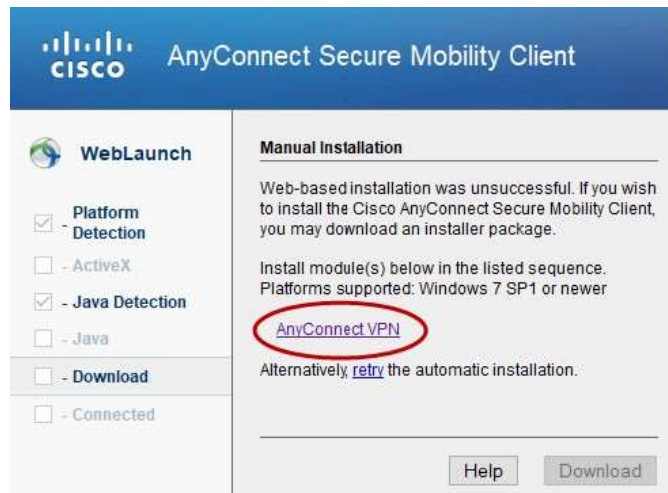 CISCO
AnyConnect Secure Mobility Client
WebLaunch
- Platform
Detection
- ActiveX
- Java Detection
- Java
- Download
- Connected
Manual Installation
Web-based installation was unsuccessful. If you wish
to install the Cisco AnyConnect Secure Mobility Client,
you may download an installer package.
Install module(s) below in the listed sequence.
Platforms supported: Windows 7 SP1 or newer
AnyConnect VPN
Alternatively, retry the automatic installation.
Help
Download